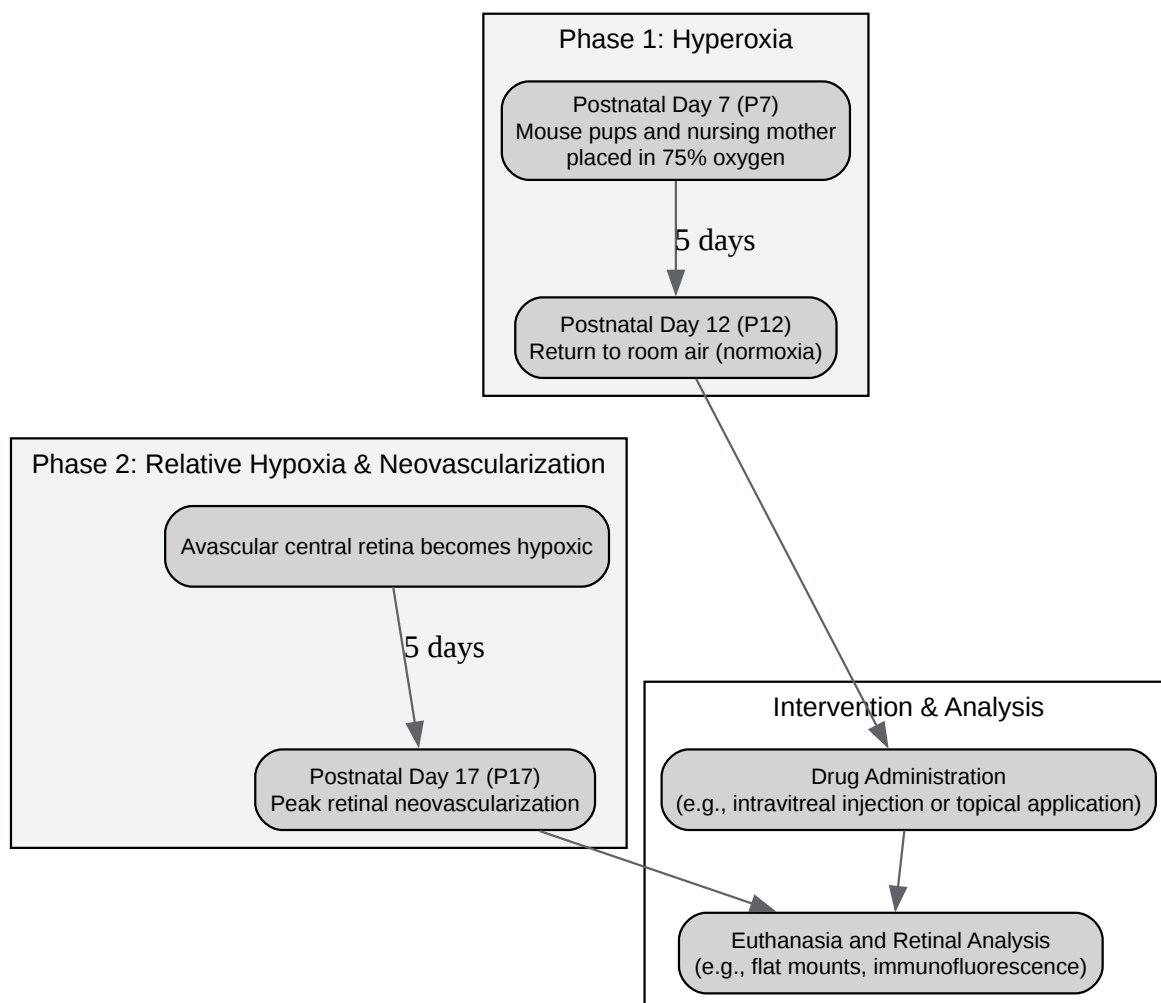 Phase 1: Hyperoxia
Postnatal Day 7 (P7)
Mouse pups and nursing mother
placed in 75% oxygen
5 days
Postnatal Day 12 (P12)
Return to room air (normoxia)
Phase 2: Relative Hypoxia & Neovascularization
Avascular central retina becomes hypoxic
5 days
Postnatal Day 17 (P17)
Peak retinal neovascularization
Intervention & Analysis
Drug Administration
(e.g., intravitreal injection or topical application)
Euthanasia and Retinal Analysis
(e.g., flat mounts, immunofluorescence)